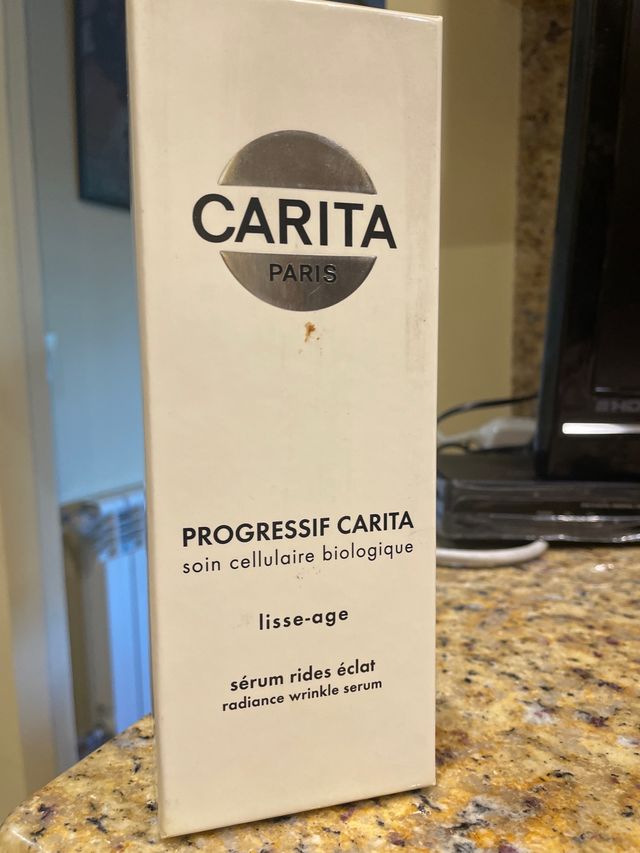 CARITA
PARIS
PROGRESSIF CARITA
soin cellulaire biologique
lisse-age
sérum rides éclat
radiance wrinkle serum